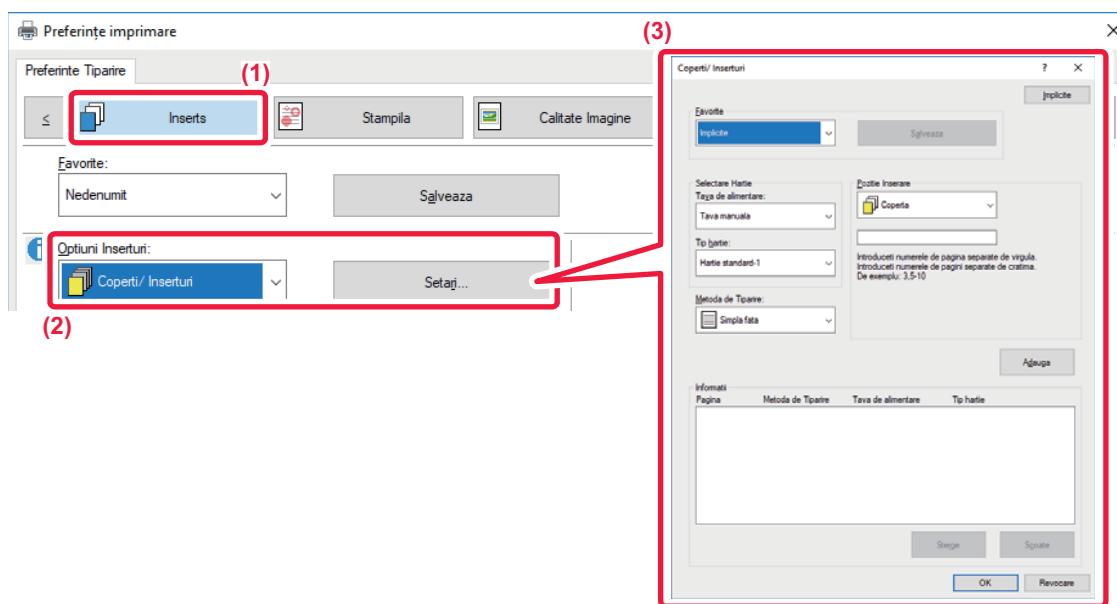 Preferințe imprimare
Preferinte Tiparire
(1)
<
Inserts
Stampila
Calitate Imagine
Favorite:
Nedenumit
Salveaza
Optiuni Inserturi:
Coperti/ Inserturi
Setari...
(2)
(3)
Coperti/ Inserturi
?
Implicite
Favorite
Implicite
Salveaza
Selectare Hartie
Tava de alimentare:
Tava manuala
Tip hartie:
Hartie standard-1
Metoda de Tiparire:
Simpla fata
Pozitie Inserare
Coperta
Introduceti numerele de pagina separate de virgula.
Introduceti numerele de pagini separate de cratima.
De exemplu: 3,5-10
Adauga
Informatii
Pagina Metoda de Tiparire Tava de alimentare Tip hartie
Sterge Scoate
OK Revocare